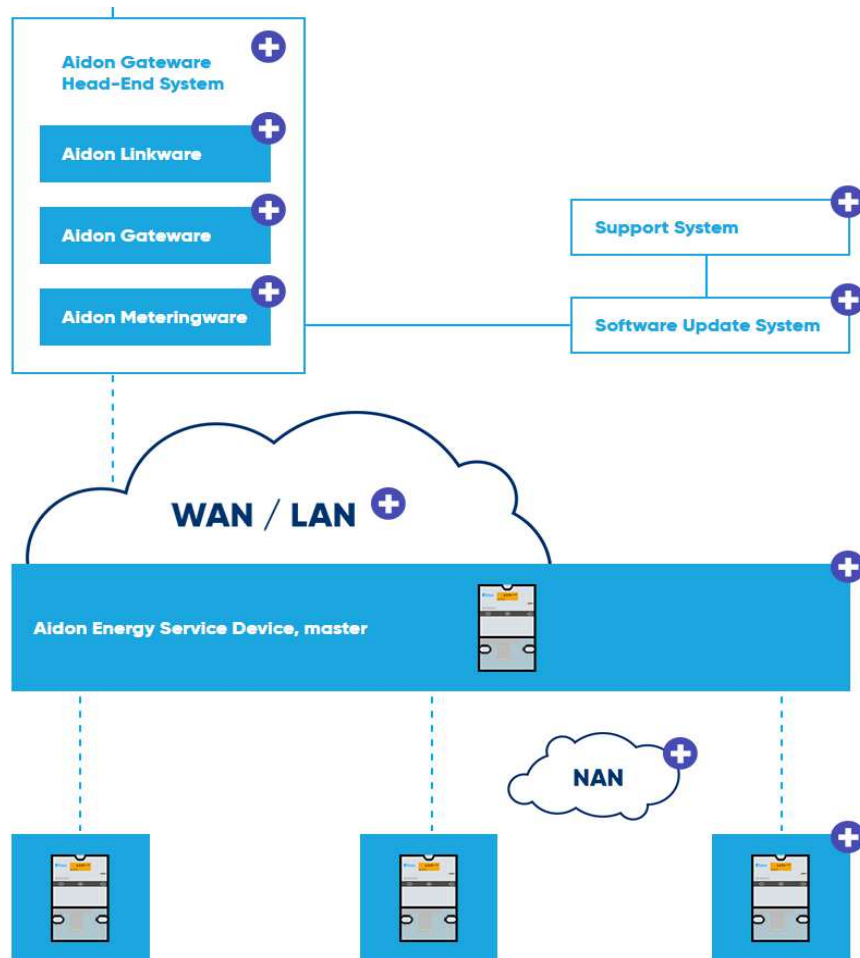 Aidon Gateware
Head-End System
Aidon Linkware
Aidon Gateware
Aidon Meteringware
Support System
Software Update System
WAN / LAN
Aidon Energy Service Device, master
NAN